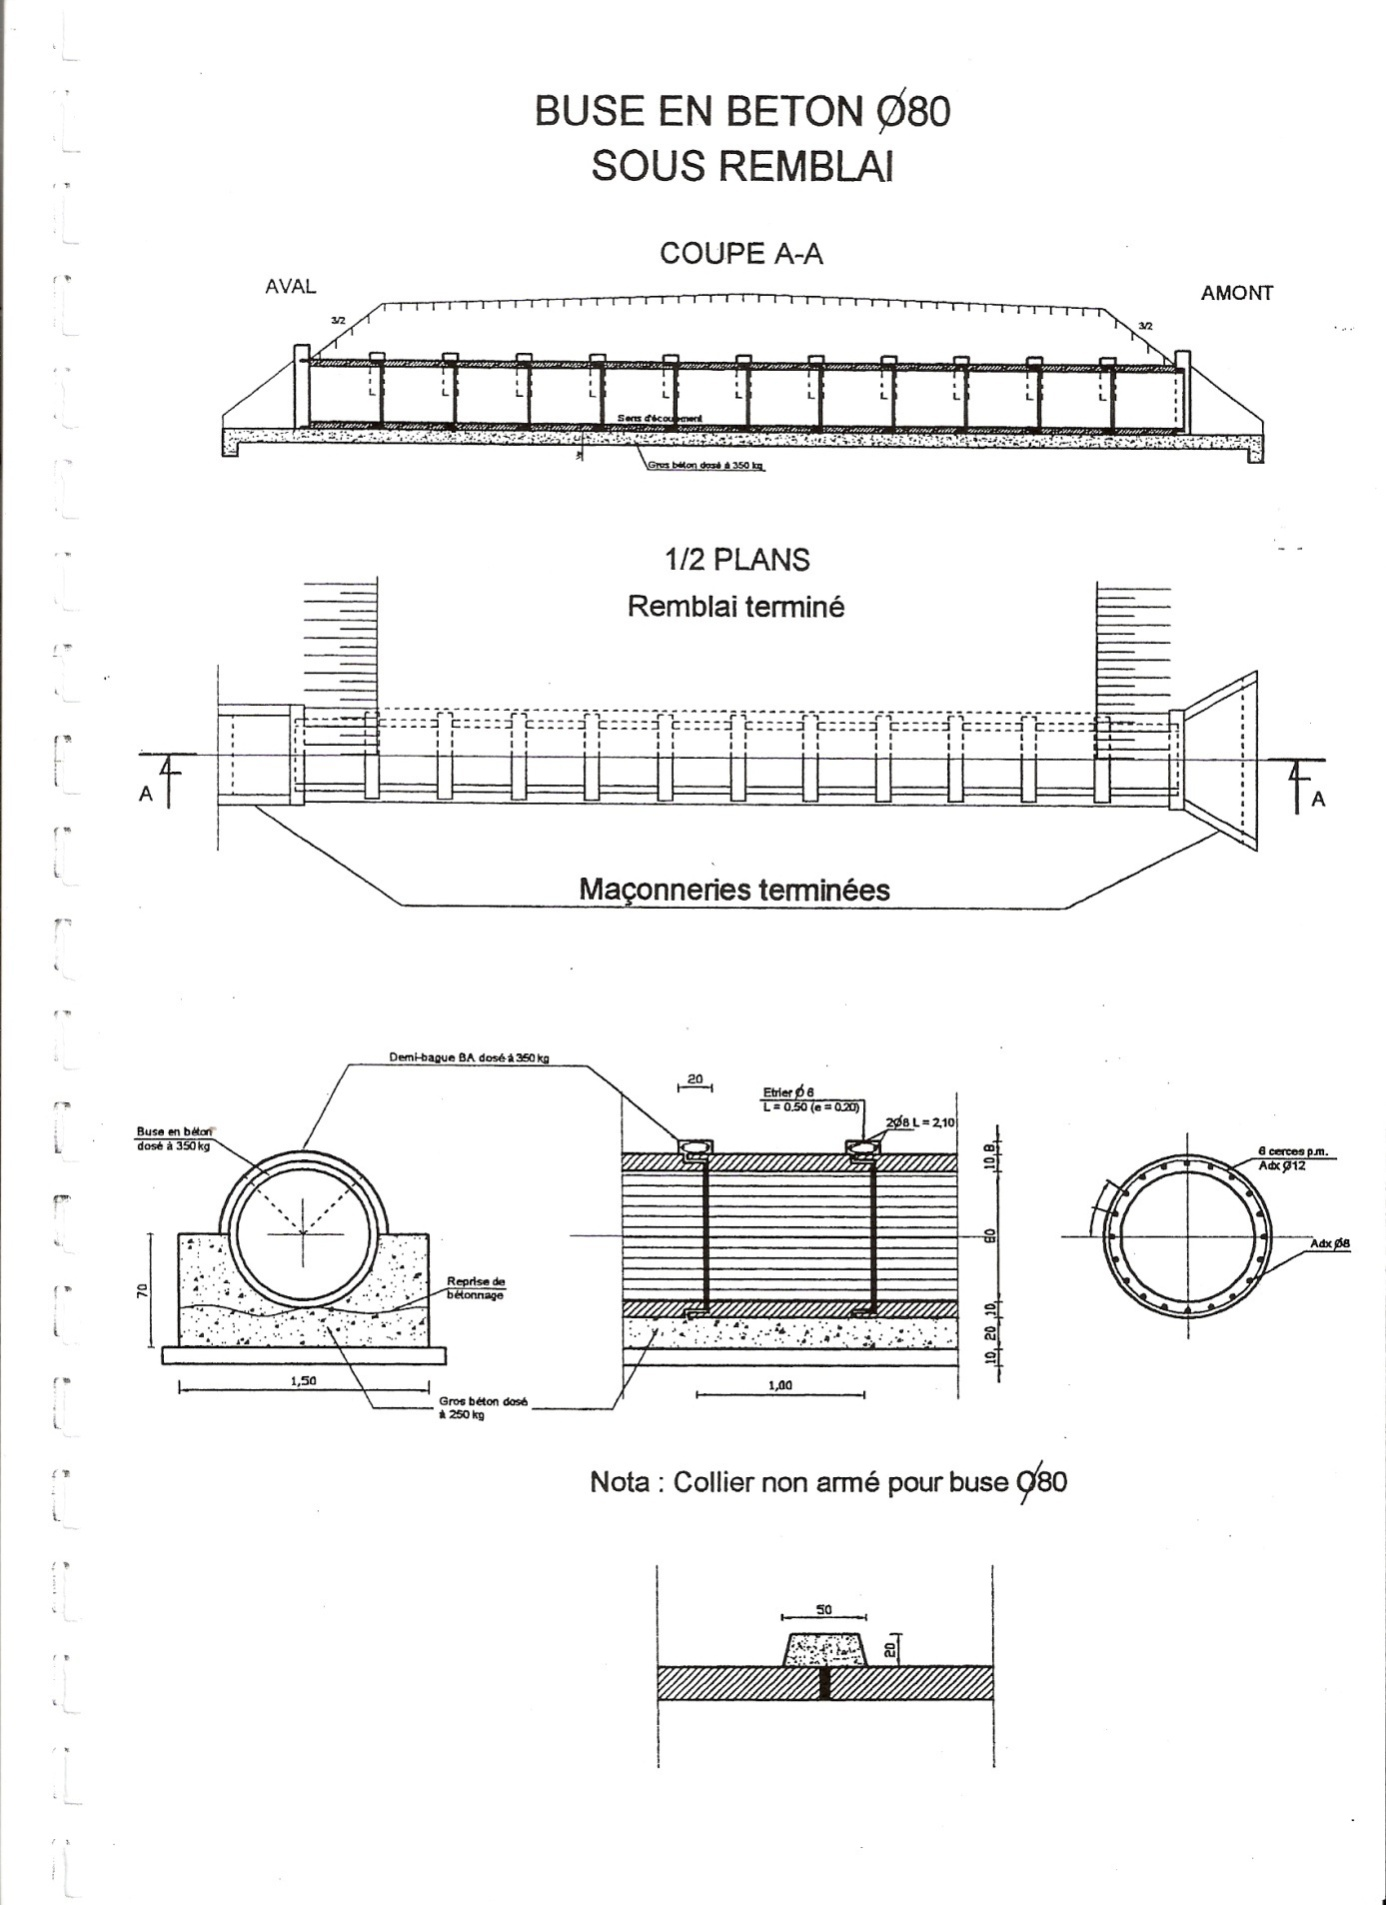 BUSE EN BETON Ø80
SOUS REMBLAI
COUPE A-A
AVAL
AMONT
3/2
3/2
Sens d'écoulement
Gros béton dosé à 350 kg
1/2 PLANS
Remblai terminé
A
A
Maçonneries terminées
Demi-bague BA dosé à 350 kg
20
Etrier Ø 6
L = 0.50 (e = 0.20)
2Ø8 L = 2,10
Buse en béton
dosé à 350 kg
6 cerces p.m.
Adx Ø12
10 8
80
Adx Ø8
70
Reprise de
bétonnage
10
20
10
1,50
1,00
Gros béton dosé
à 250 kg
Nota : Collier non armé pour buse Ø80
50
20